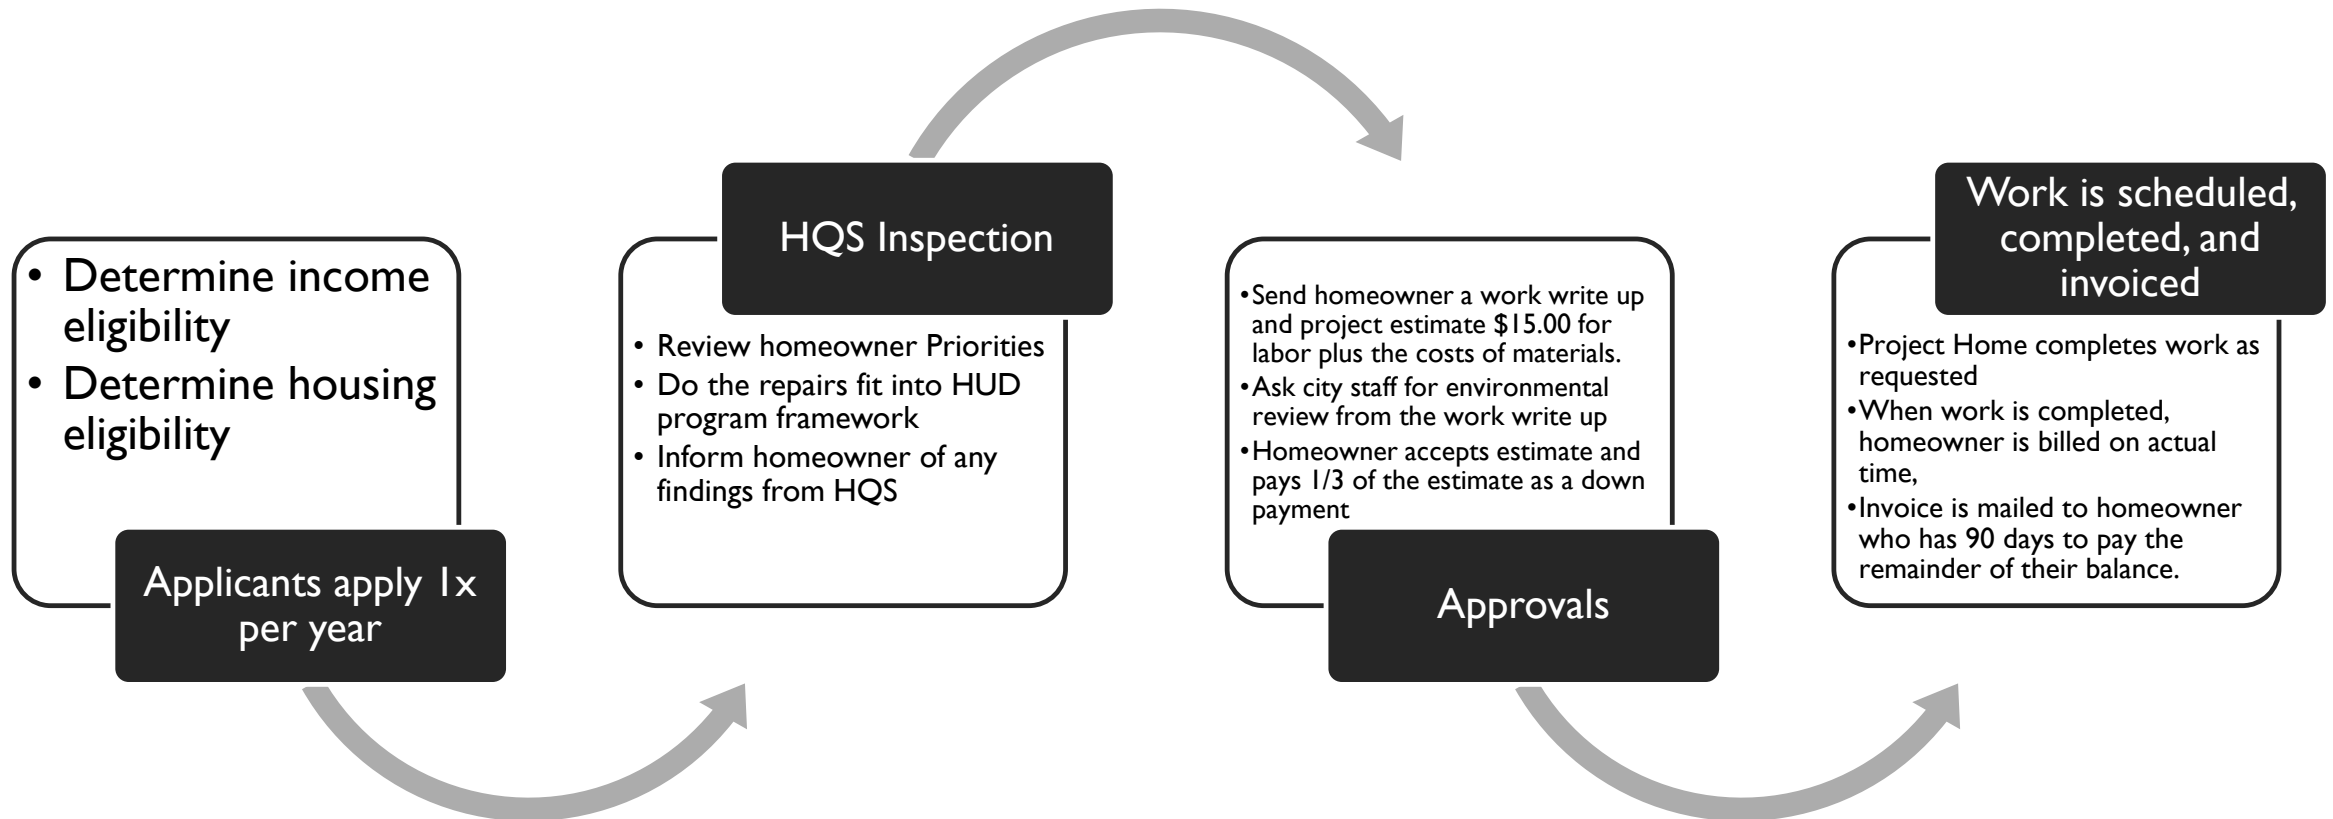 • Determine income
eligibility
• Determine housing
eligibility
Applicants apply 1x
per year
HQS Inspection
• Review homeowner Priorities
• Do the repairs fit into HUD
program framework
• Inform homeowner of any
findings from HQS
•Send homeowner a work write up
and project estimate $15.00 for
labor plus the costs of materials.
•Ask city staff for environmental
review from the work write up
•Homeowner accepts estimate and
pays 1/3 of the estimate as a down
payment
Approvals
Work is scheduled,
completed, and
invoiced
•Project Home completes work as
requested
•When work is completed,
homeowner is billed on actual
time,
•Invoice is mailed to homeowner
who has 90 days to pay the
remainder of their balance.